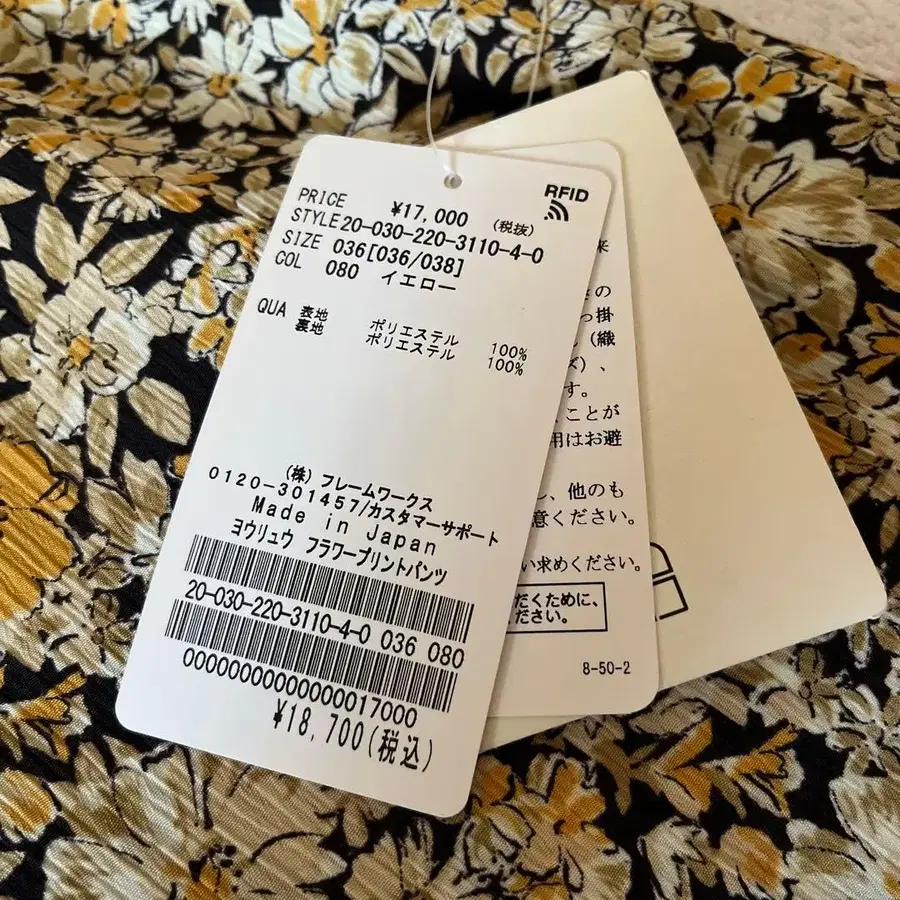 RFID
PRICE ¥17,000 (税抜)
STYLE 20-030-220-3110-4-0
SIZE 036[036/038]
COL 080 イエロー
QUA 表地 ポリエステル 100%
裏地 ポリエステル 100%
(株) フレームワークス
0120-301457/カスタマーサポート
Made in Japan
ヨウリュウ フラワープリントパンツ
20-030-220-3110-4-0 036 080
000000000000000017000
¥18,700(税込)
来
の
っ掛
(織
ズ)、
す。
ことが
用はお避
し、他のも
意ください。
い求めください。
だくために、
ださい。
8-50-2